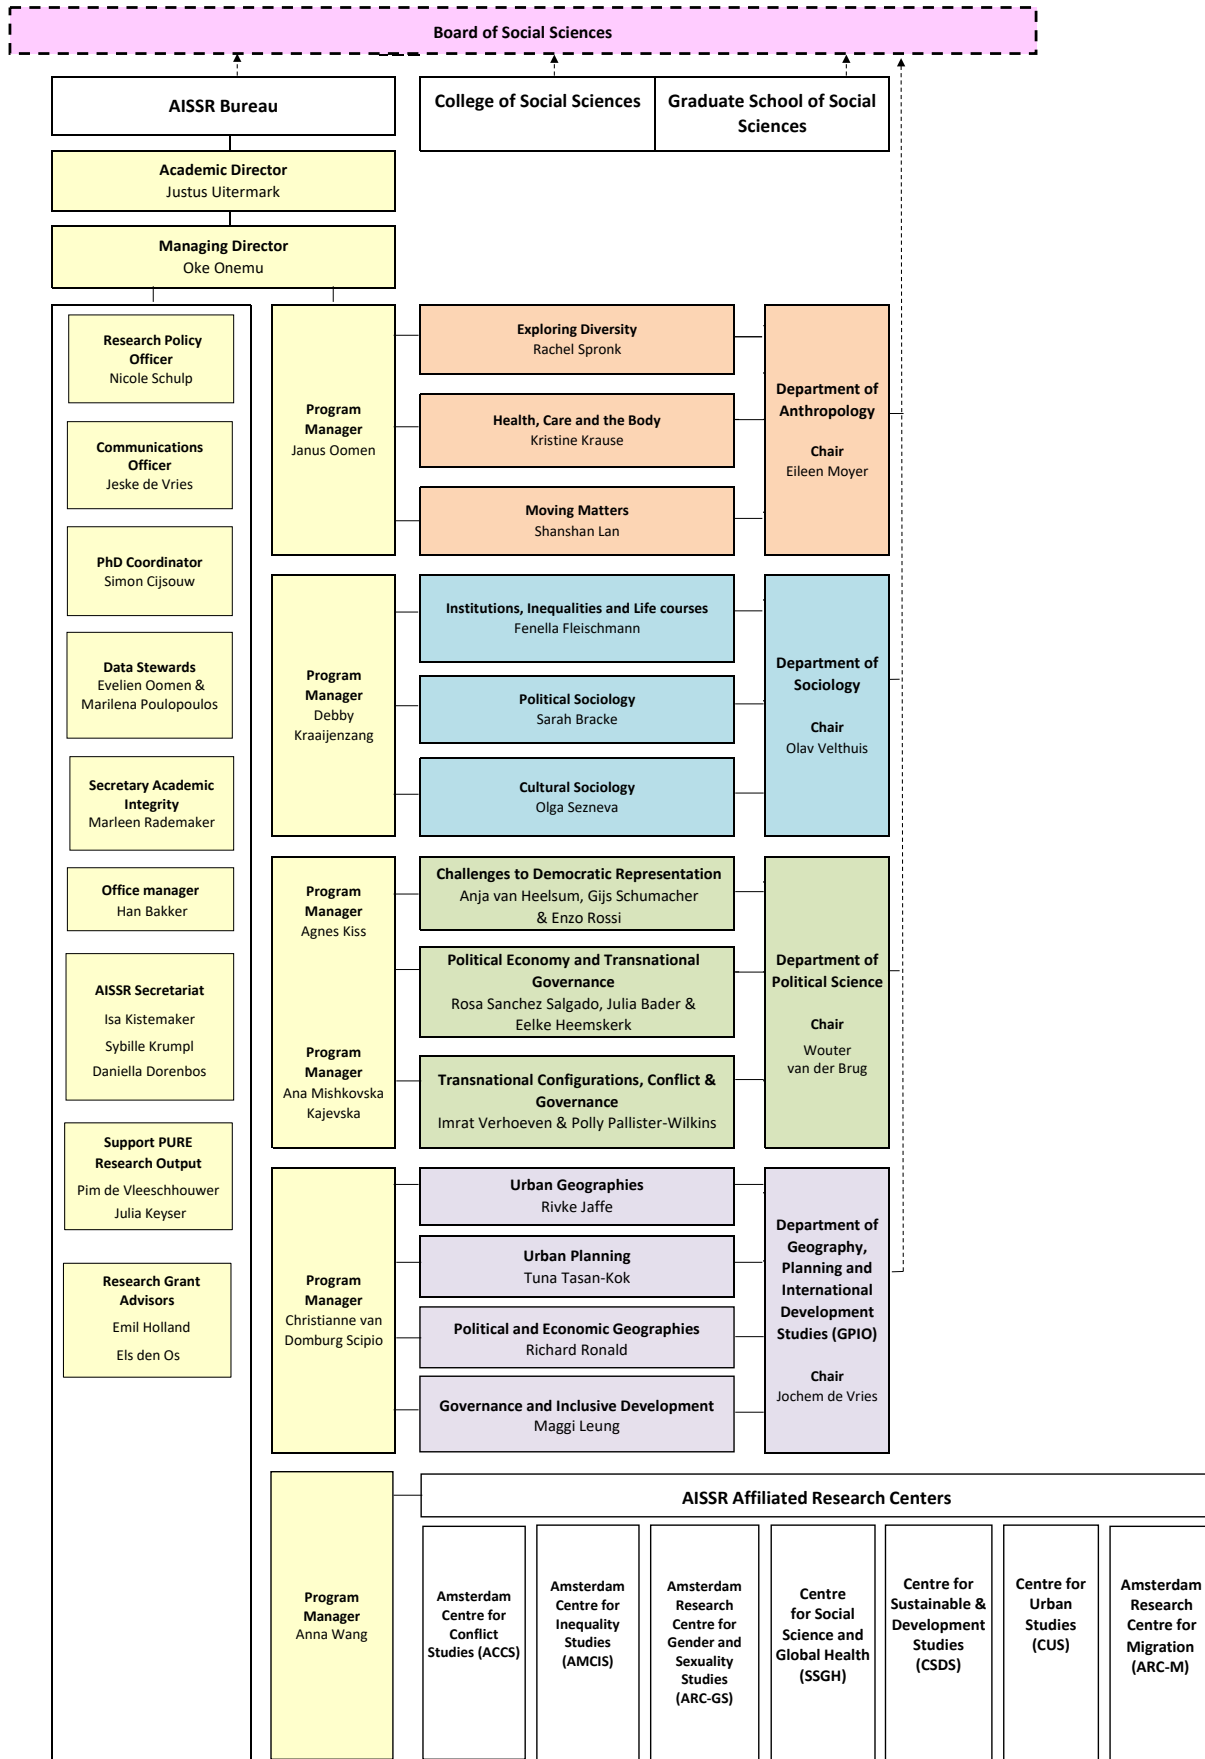 Board of Social Sciences
AISSR Bureau
College of Social Sciences
Graduate School of Social
Sciences
Academic Director
Justus Uitermark
Managing Director
Oke Onemu
Research Policy
Officer
Nicole Schulp
Communications
Officer
Jeske de Vries
PhD Coordinator
Simon Cijsouw
Data Stewards
Evelien Oomen &
Marilena Poulopoulos
Secretary Academic
Integrity
Marleen Rademaker
Office manager
Han Bakker
AISSR Secretariat
Isa Kistemaker
Sybille Krumpl
Daniella Dorenbos
Support PURE
Research Output
Pim de Vleeschhouwer
Julia Keyser
Research Grant
Advisors
Emil Holland
Els den Os
Program
Manager
Janus Oomen
Exploring Diversity
Rachel Spronk
Health, Care and the Body
Kristine Krause
Moving Matters
Shanshan Lan
Department of
Anthropology
Chair
Eileen Moyer
Program
Manager
Debby
Kraaijenzang
Institutions, Inequalities and Life courses
Fenella Fleischmann
Political Sociology
Sarah Bracke
Cultural Sociology
Olga Sezneva
Department of
Sociology
Chair
Olav Velthuis
Program
Manager
Agnes Kiss
Program
Manager
Ana Mishkovska
Kajevska
Challenges to Democratic Representation
Anja van Heelsum, Gijs Schumacher
& Enzo Rossi
Political Economy and Transnational
Governance
Rosa Sanchez Salgado, Julia Bader &
Eelke Heemskerk
Transnational Configurations, Conflict &
Governance
Imrat Verhoeven & Polly Pallister-Wilkins
Department of
Political Science
Chair
Wouter
van der Brug
Program
Manager
Christianne van
Domburg Scipio
Urban Geographies
Rivke Jaffe
Urban Planning
Tuna Tasan-Kok
Political and Economic Geographies
Richard Ronald
Governance and Inclusive Development
Maggi Leung
Department of
Geography,
Planning and
International
Development
Studies (GPIO)
Chair
Jochem de Vries
Program
Manager
Anna Wang
AISSR Affiliated Research Centers
Amsterdam
Centre for
Conflict
Studies (ACCS)
Amsterdam
Centre for
Inequality
Studies
(AMCIS)
Amsterdam
Research
Centre for
Gender and
Sexuality
Studies
(ARC-GS)
Centre
for Social
Science and
Global Health
(SSGH)
Centre for
Sustainable &
Development
Studies
(CSDS)
Centre for
Urban
Studies
(CUS)
Amsterdam
Research
Centre for
Migration
(ARC-M)